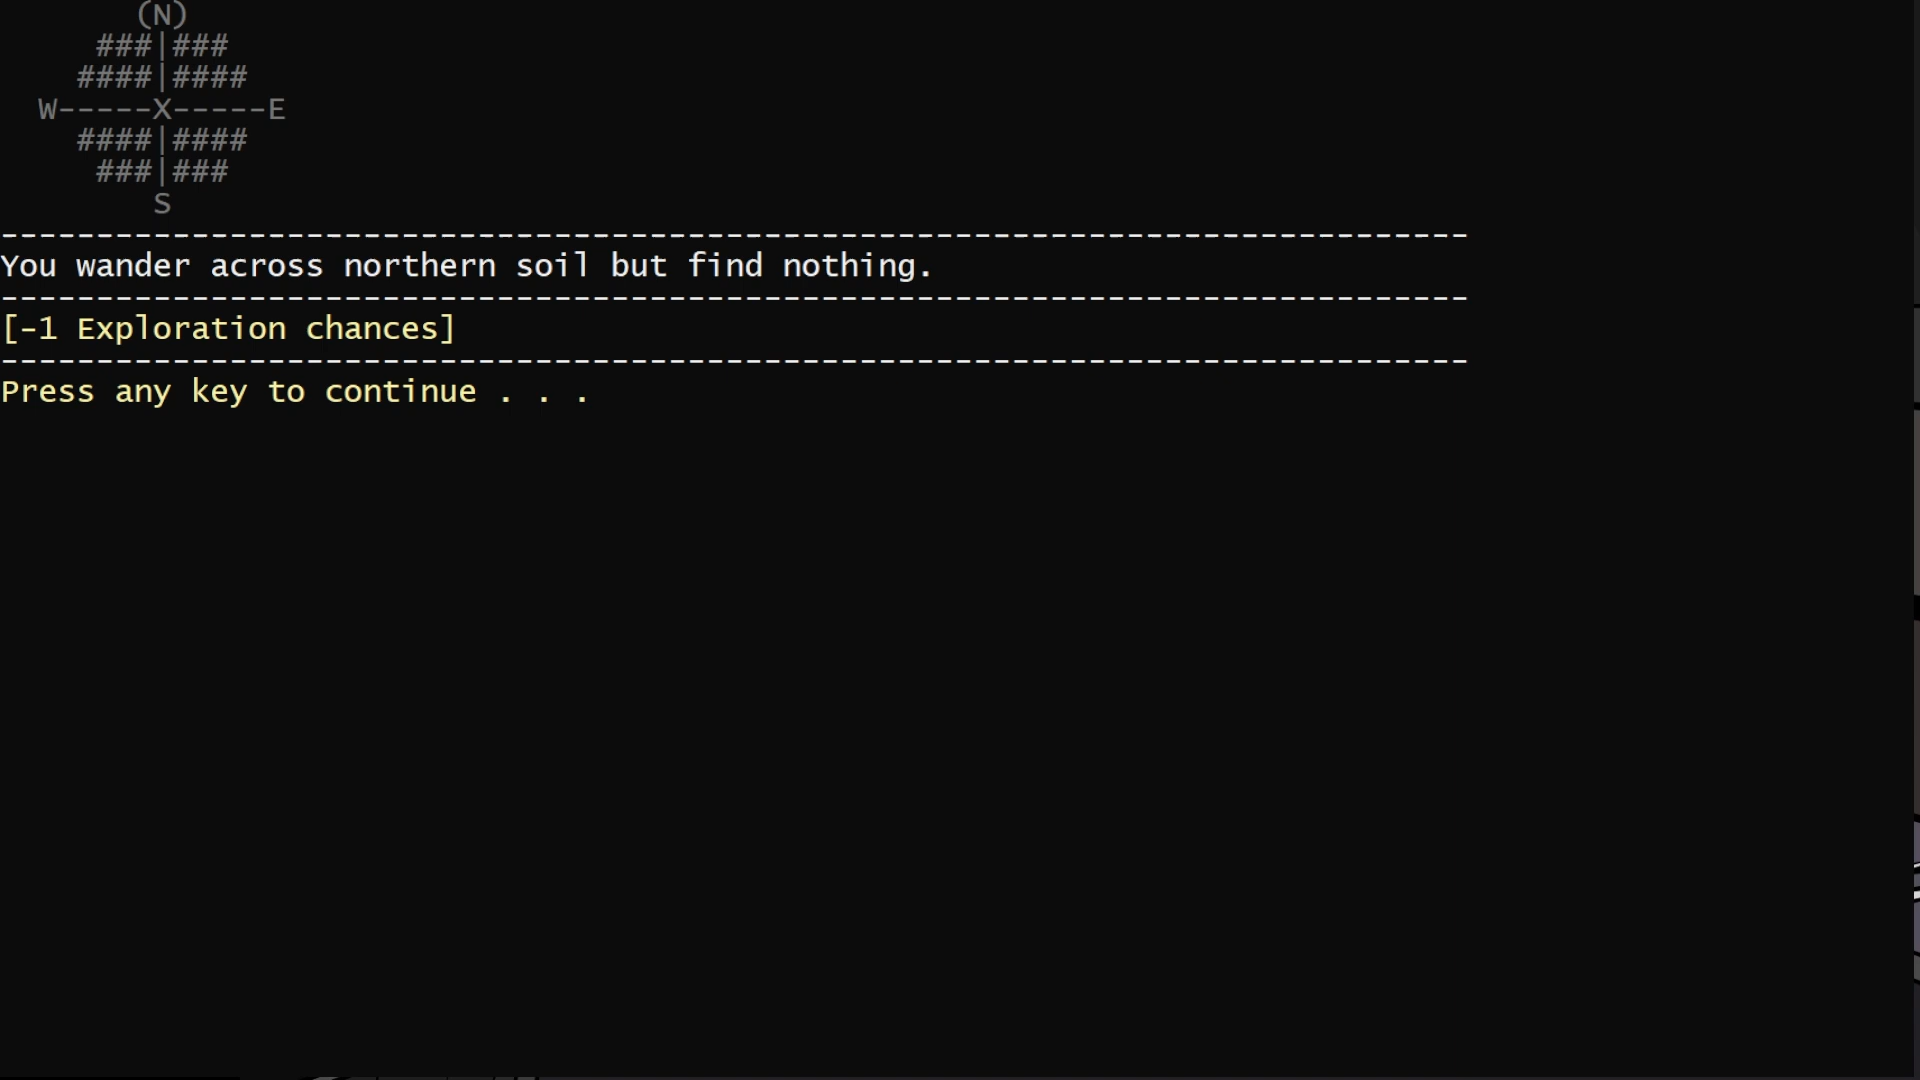 (N)
     ###|###
    ####|####
  W-----X-----E
    ####|####
     ###|###
        S
-----------------------------------------------------------------------------
You wander across northern soil but find nothing.
-----------------------------------------------------------------------------
[-1 Exploration chances]
-----------------------------------------------------------------------------
Press any key to continue . . .